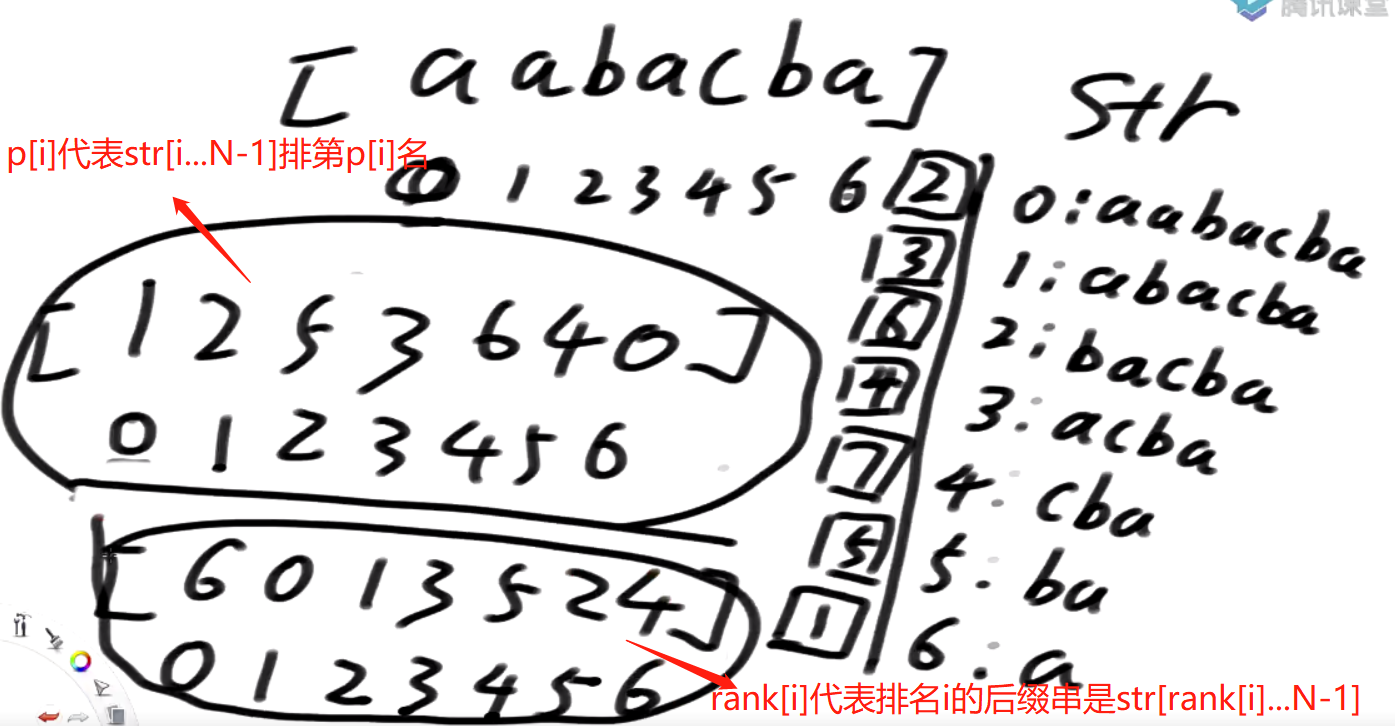 腾讯课堂
[ aabacba ] str
p[i]代表str[i...N-1]排第p[i]名
0 1 2 3 4 5 6
2 0:aabacba
3 1:abacba
6 2:bacba
4 3:acba
7 4:cba
5 5:ba
1 6:a
[ 1 2 5 3 6 4 0 ]
0 1 2 3 4 5 6
[ 6 0 1 3 5 2 4 ]
0 1 2 3 4 5 6
rank[i]代表排名i的后缀串是str[rank[i]...N-1]